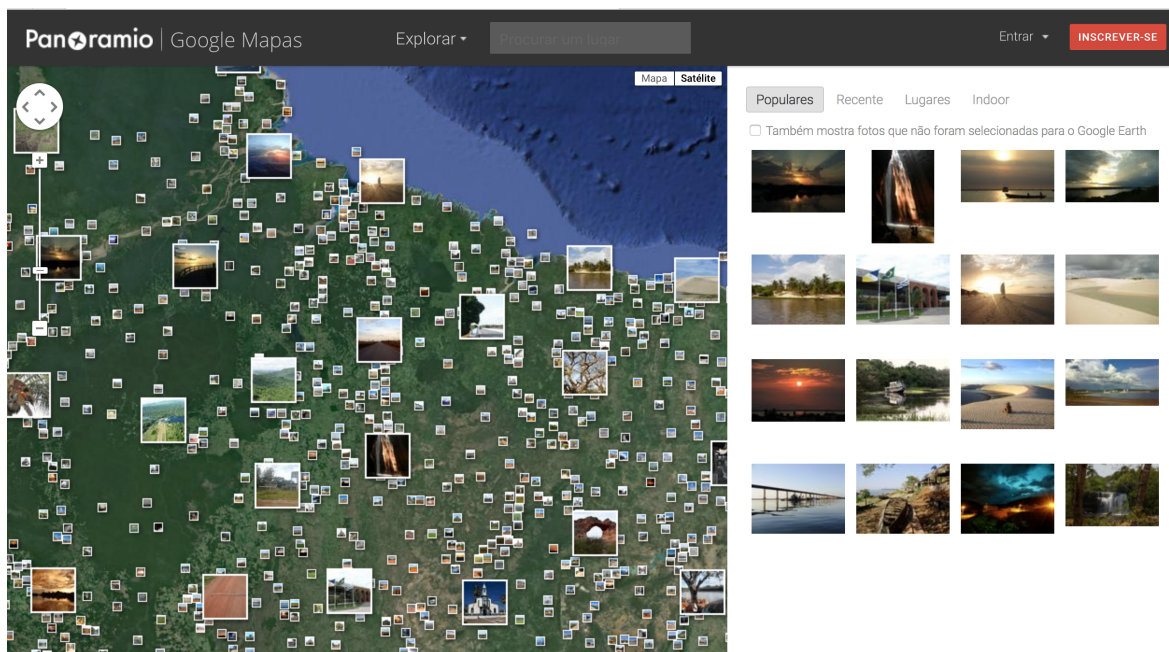 Panoramio | Google Mapas
Explorar
Procurar um lugar
Entrar
INSCREVER-SE
Mapa
Satélite
Populares
Recente
Lugares
Indoor
Também mostra fotos que não foram selecionadas para o Google Earth